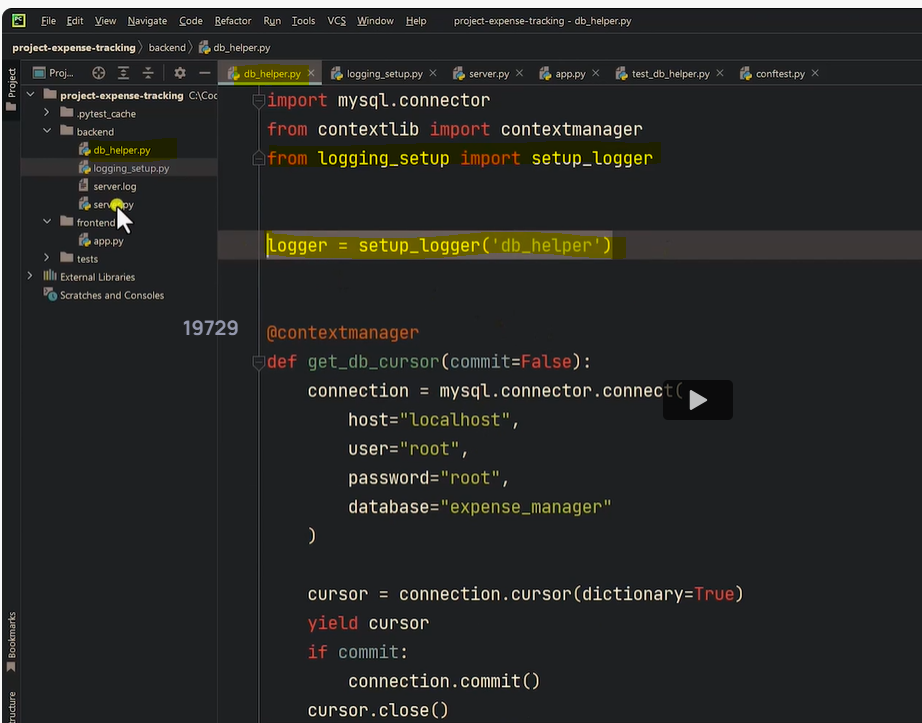 File Edit View Navigate Code Refactor Run Tools VCS Window Help project-expense-tracking - db_helper.py
project-expense-tracking backend db_helper.py
Project
Proj...
db_helper.py logging_setup.py server.py app.py test_db_helper.py conftest.py
project-expense-tracking C:\Coc
.pytest_cache
backend
db_helper.py
logging_setup.py
server.log
frontend
app.py
tests
External Libraries
Scratches and Consoles
import mysql.connector
from contextlib import contextmanager
from logging_setup import setup_logger
logger = setup_logger('db_helper')
19729
@contextmanager
def get_db_cursor(commit=False):
connection = mysql.connector.connect(
host="localhost",
user="root",
password="root",
database="expense_manager"
)
cursor = connection.cursor(dictionary=True)
yield cursor
if commit:
connection.commit()
cursor.close()
Bookmarks